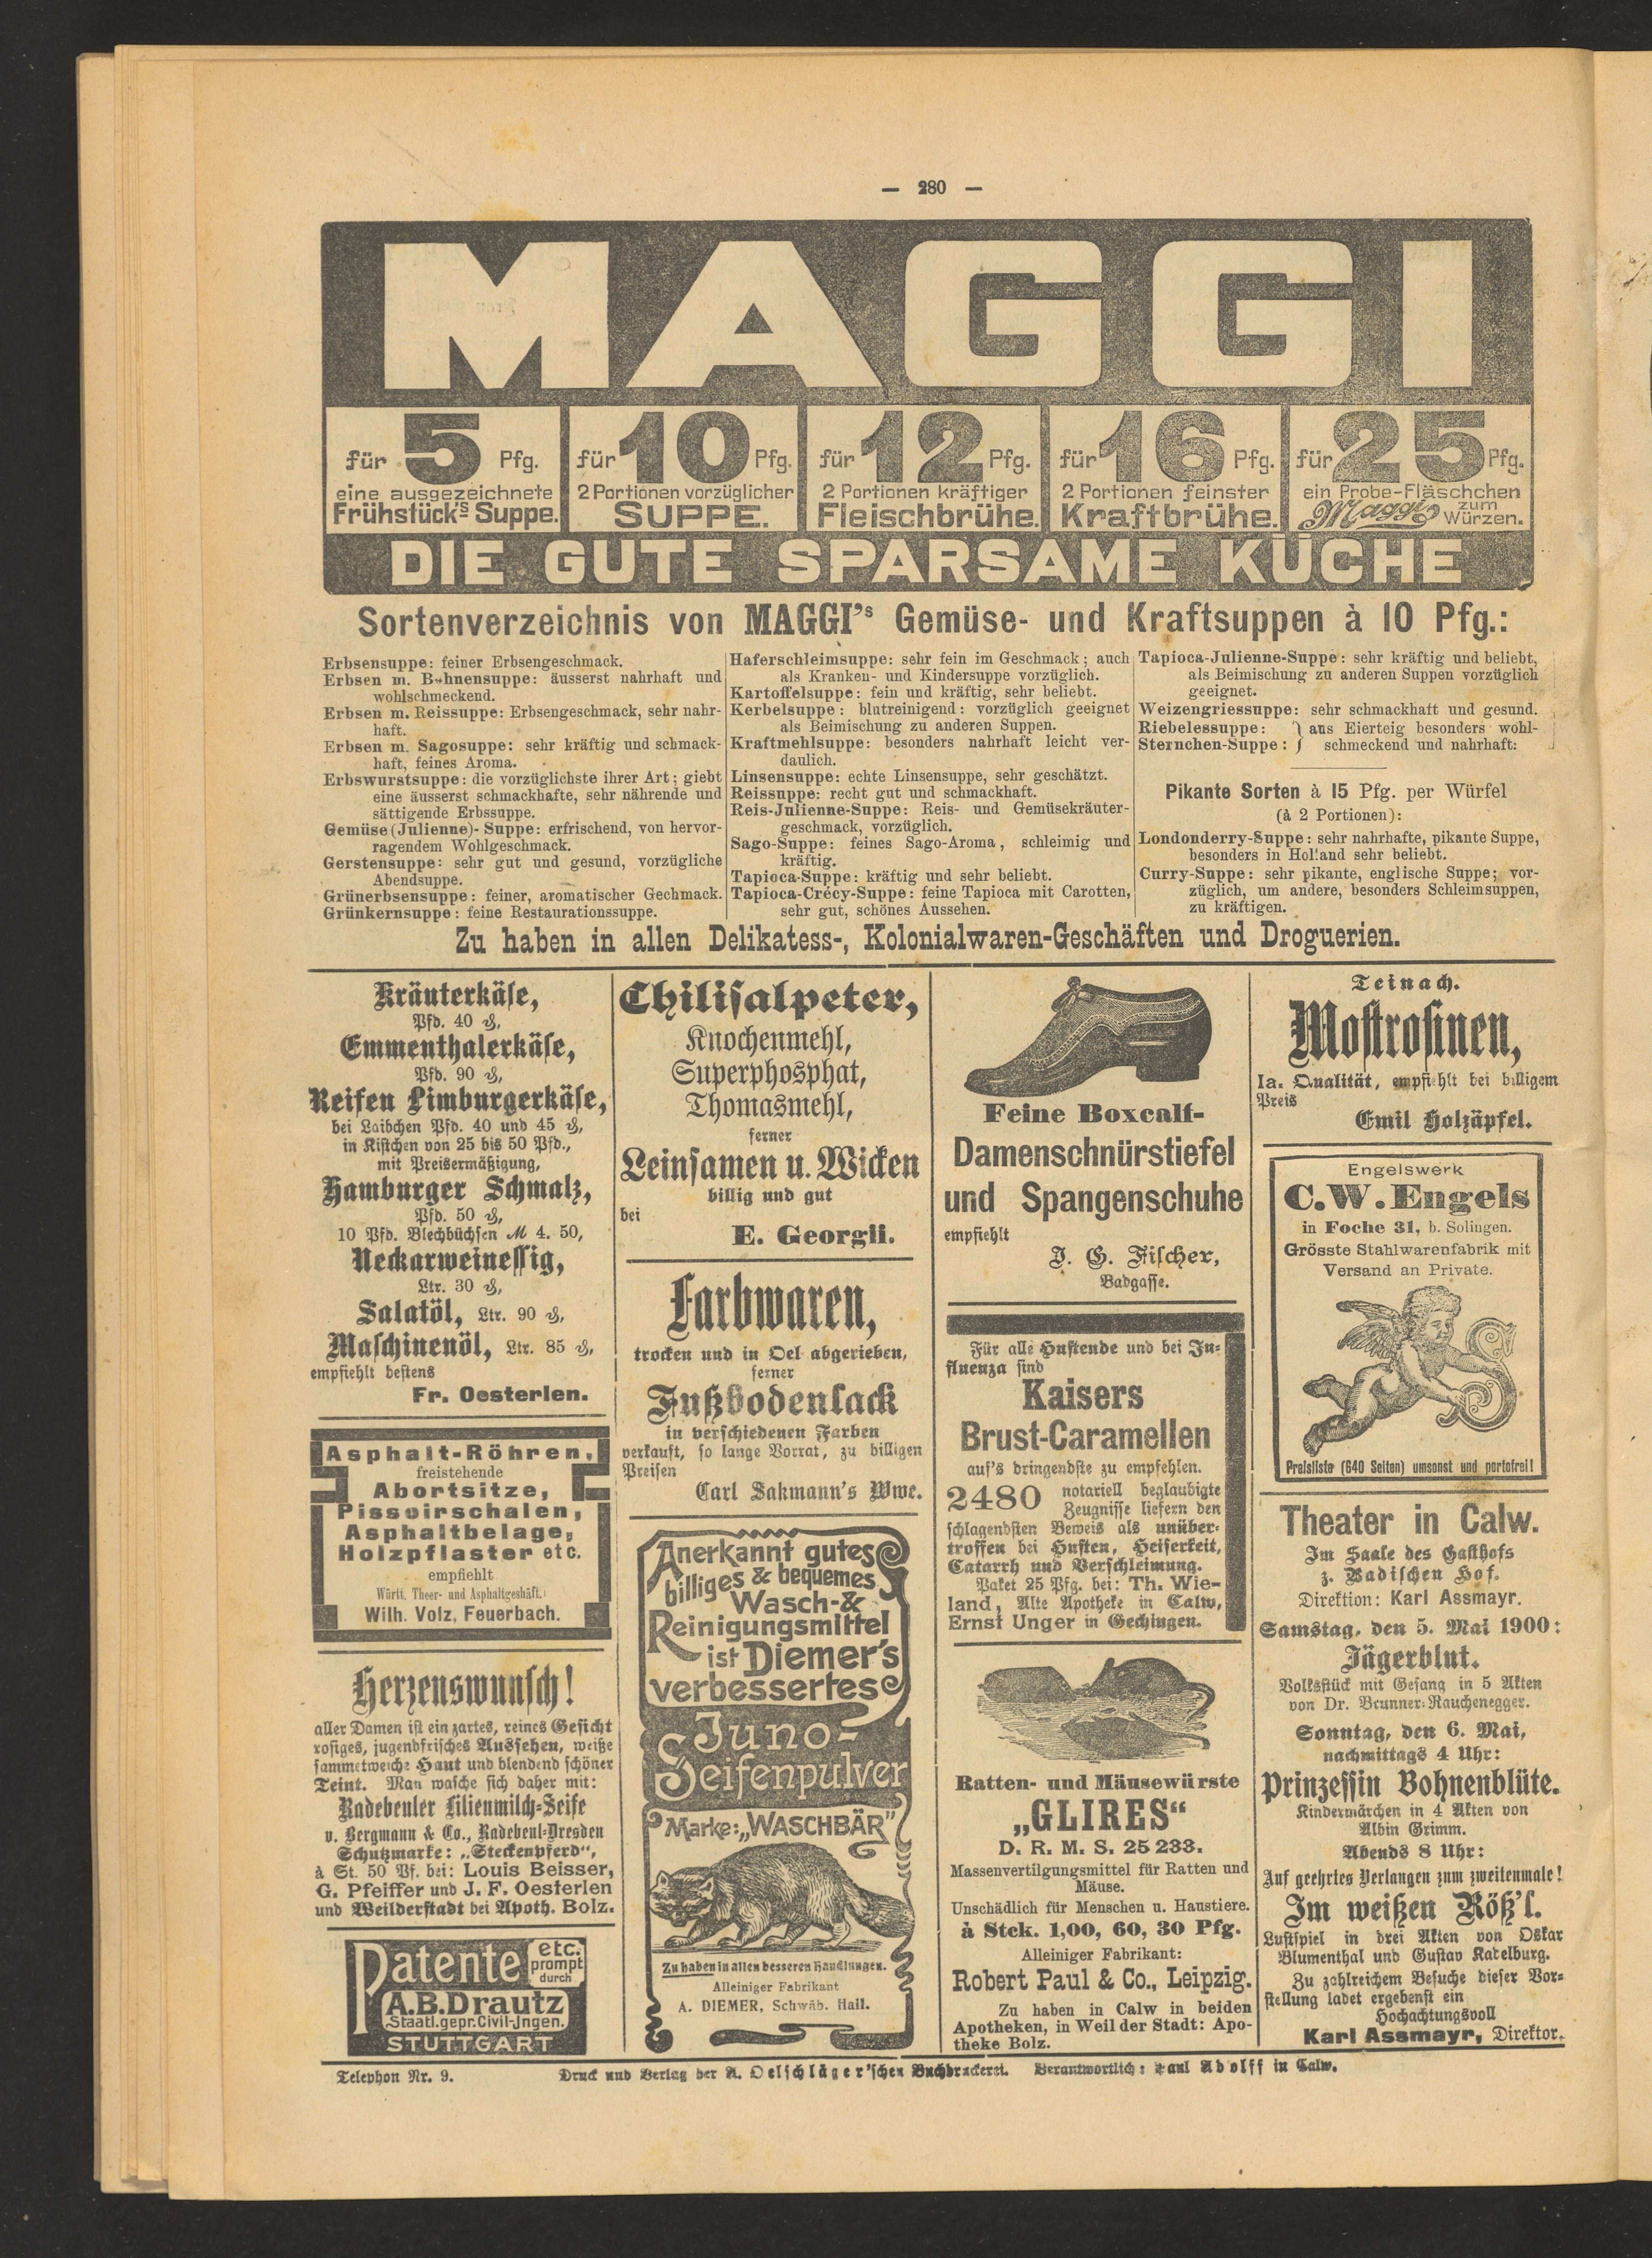 — 280 —
MAGGI
für 5 Pfg.
eine ausgezeichnete
Frühstück's Suppe.
für 10 Pfg.
2 Portionen vorzüglicher
SUPPE.
für 12 Pfg.
2 Portionen kräftiger
Fleischbrühe.
für 16 Pfg.
2 Portionen feinster
Kraftbrühe.
für 25 Pfg.
ein Probe-Fläschchen
Maggi zum
Würzen.
DIE GUTE SPARSAME KÜCHE
Sortenverzeichnis von MAGGI's Gemüse- und Kraftsuppen à 10 Pfg.:
Erbsensuppe: feiner Erbsengeschmack.
Erbsen m. Bohnensuppe: äusserst nahrhaft und
wohlschmeckend.
Erbsen m. Reissuppe: Erbsengeschmack, sehr nahr-
haft.
Erbsen m. Sagosuppe: sehr kräftig und schmack-
haft, feines Aroma.
Erbswurstsuppe: die vorzüglichste ihrer Art; giebt
eine äusserst schmackhafte, sehr nährende und
sättigende Erbssuppe.
Gemüse (Julienne)- Suppe: erfrischend, von hervor-
ragendem Wohlgeschmack.
Gerstensuppe: sehr gut und gesund, vorzügliche
Abendsuppe.
Grünerbsensuppe: feiner, aromatischer Gechmack.
Grünkernsuppe: feine Restaurationssuppe.
Haferschleimsuppe: sehr fein im Geschmack; auch
als Kranken- und Kindersuppe vorzüglich.
Kartoffelsuppe: fein und kräftig, sehr beliebt.
Kerbelsuppe: blutreinigend: vorzüglich geeignet
als Beimischung zu anderen Suppen.
Kraftmehlsuppe: besonders nahrhaft leicht ver-
daulich.
Linsensuppe: echte Linsensuppe, sehr geschätzt.
Reissuppe: recht gut und schmackhaft.
Reis-Julienne-Suppe: Reis- und Gemüsekräuter-
geschmack, vorzüglich.
Sago-Suppe: feines Sago-Aroma, schleimig und
kräftig.
Tapioca-Suppe: kräftig und sehr beliebt.
Tapioca-Crécy-Suppe: feine Tapioca mit Carotten,
sehr gut, schönes Aussehen.
Tapioca-Julienne-Suppe: sehr kräftig und beliebt,
als Beimischung zu anderen Suppen vorzüglich
geeignet.
Weizengriessuppe: sehr schmackhaft und gesund.
Riebelessuppe: } aus Eierteig besonders wohl-
Sternchen-Suppe: } schmeckend und nahrhaft:
Pikante Sorten à 15 Pfg. per Würfel
(à 2 Portionen):
Londonderry-Suppe: sehr nahrhafte, pikante Suppe,
besonders in Holland sehr beliebt.
Curry-Suppe: sehr pikante, englische Suppe; vor-
züglich, um andere, besonders Schleimsuppen,
zu kräftigen.
Zu haben in allen Delikatess-, Kolonialwaren-Geschäften und Droguerien.
Kräuterkäse,
Pfd. 40 ₰,
Emmenthalerkäse,
Pfd. 90 ₰,
Reifen Limburgerkäse,
bei Laibchen Pfd. 40 und 45 ₰,
in Kistchen von 25 bis 50 Pfd.,
mit Preisermäßigung,
Hamburger Schmalz,
Pfd. 50 ₰,
10 Pfd. Blechbüchsen M 4. 50,
Neckarweinessig,
Ltr. 30 ₰,
Salatöl, Ltr. 90 ₰,
Maschinenöl, Ltr. 85 ₰,
empfiehlt bestens
Fr. Oesterlen.
Asphalt-Röhren,
freistehende
Abortsitze,
Pissoirschalen,
Asphaltbelage,
Holzpflaster etc.
empfiehlt
Württ. Theer- und Asphaltgeshäft.
Wilh. Volz, Feuerbach.
Herzenswunsch!
aller Damen ist ein zartes, reines Gesicht
rosiges, jugendfrisches Aussehen, weiße
sammetweiche Haut und blendend schöner
Teint. Man wasche sich daher mit:
Radebeuler Lilienmilch-Seife
v. Bergmann & Co., Radebeul-Dresden
Schutzmarke: „Steckenpferd“,
à St. 50 Pf. bei: Louis Beisser,
G. Pfeiffer und J. F. Oesterlen
und Weilderstadt bei Apoth. Bolz.
Patente etc.
prompt
durch
A.B.Drautz
Staatl.gepr.Civil-Jngen.
STUTTGART
Chilisalpeter,
Knochenmehl,
Superphosphat,
Thomasmehl,
ferner
Leinsamen u. Wicken
billig und gut
bei
E. Georgii.
Farbwaren,
trocken und in Oel abgerieben,
ferner
Fußbodenlack
in verschiedenen Farben
verkauft, so lange Vorrat, zu billigen
Preisen
Carl Sakmann's Wwe.
Anerkannt gutes
billiges & bequemes
Wasch-&
Reinigungsmittel
ist Diemer's
verbessertes
Juno-
Seifenpulver
Marke: „WASCHBÄR“
Zu haben in allen besseren Handlungen.
Alleiniger Fabrikant
A. DIEMER, Schwäb. Hall.
Feine Boxcalf-
Damenschnürstiefel
und Spangenschuhe
empfiehlt
J. G. Fischer,
Badgasse.
Für alle Hustende und bei In-
fluenza sind
Kaisers
Brust-Caramellen
auf's dringendste zu empfehlen.
2480 notariell beglaubigte
Zeugnisse liefern den
schlagendsten Beweis als unüber-
troffen bei Husten, Heiserkeit,
Catarrh und Verschleimung.
Paket 25 Pfg. bei: Th. Wie-
land, Alte Apotheke in Calw,
Ernst Unger in Gechingen.
Ratten- und Mäusewürste
„GLIRES“
D. R. M. S. 25 233.
Massenvertilgungsmittel für Ratten und
Mäuse.
Unschädlich für Menschen u. Haustiere.
à Stck. 1,00, 60, 30 Pfg.
Alleiniger Fabrikant:
Robert Paul & Co., Leipzig.
Zu haben in Calw in beiden
Apotheken, in Weil der Stadt: Apo-
theke Bolz.
Teinach.
Mostrosinen,
Ia. Qualität, empfiehlt bei billigem
Preis
Emil Holzäpfel.
Engelswerk
C.W.Engels
in Foche 31, b. Solingen.
Grösste Stahlwarenfabrik mit
Versand an Private.
Preisliste (640 Seiten) umsonst und portofrei!
Theater in Calw.
Im Saale des Gasthofs
z. Badischen Hof.
Direktion: Karl Assmayr.
Samstag, den 5. Mai 1900:
Jägerblut.
Volksstück mit Gesang in 5 Akten
von Dr. Brunner-Rauchenegger.
Sonntag, den 6. Mai,
nachmittags 4 Uhr:
Prinzessin Bohnenblüte.
Kindermärchen in 4 Akten von
Albin Grimm.
Abends 8 Uhr:
Auf geehrtes Verlangen zum zweitenmale!
Im weißen Röß'l.
Lustspiel in drei Akten von Oskar
Blumenthal und Gustav Kadelburg.
Zu zahlreichem Besuche dieser Vor-
stellung ladet ergebenst ein
Hochachtungsvoll
Karl Assmayr, Direktor.
Telephon Nr. 9. Druck und Verlag der A. Oelschläger'schen Buchdruckerei. Verantwortlich: Paul Adolff in Calw.